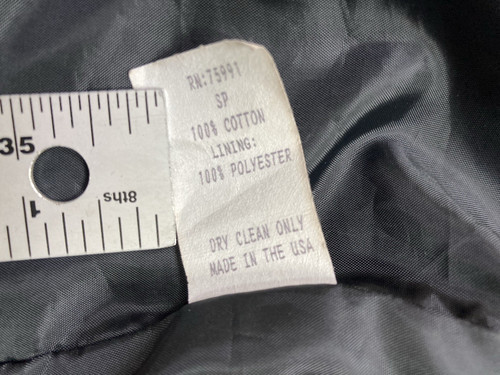 RN:75991
SP
100% COTTON
LINING:
100% POLYESTER
DRY CLEAN ONLY
MADE IN THE USA
35
1
8ths